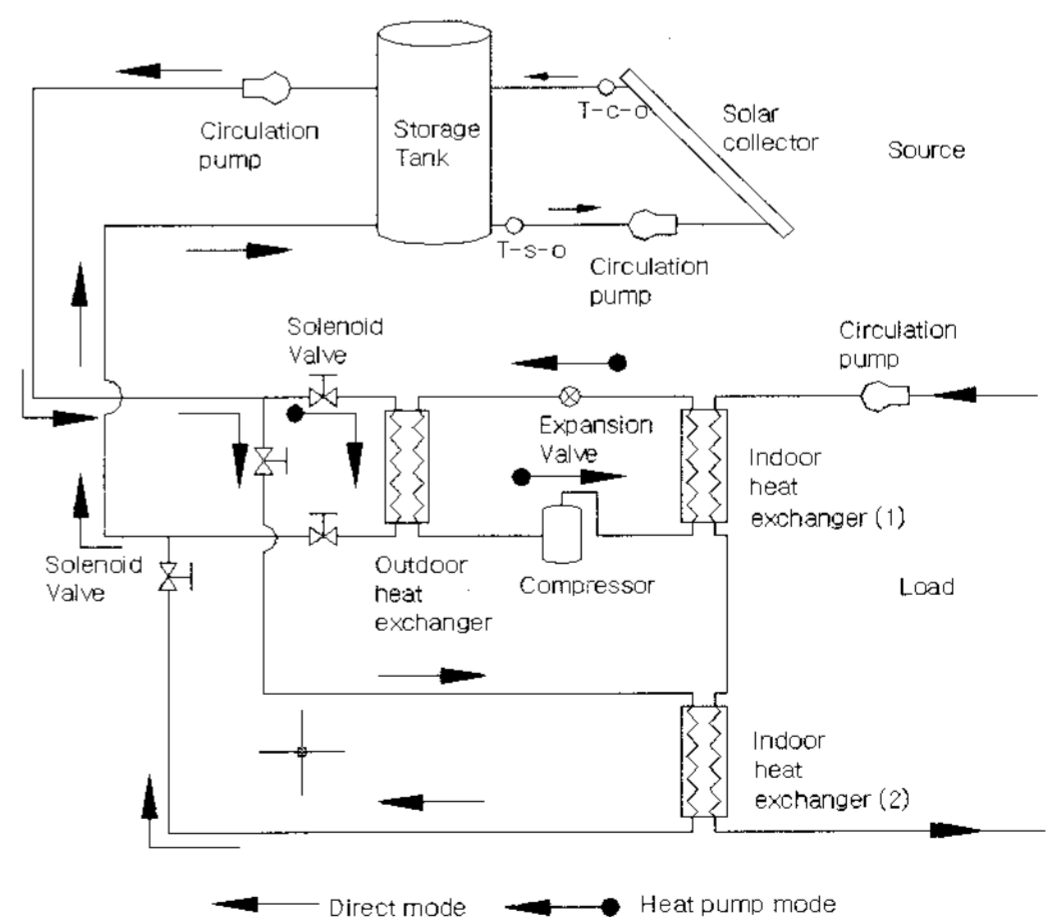 Circulation
pump
Storage
Tank
T-c-o
Solar
collector
Source
T-s-o
Circulation
pump
Solenoid
Valve
Circulation
pump
Expansion
Valve
Indoor
heat
exchanger (1)
Solenoid
Valve
Outdoor
heat
exchanger
Compressor
Load
Indoor
heat
exchanger (2)
Direct mode
Heat pump mode